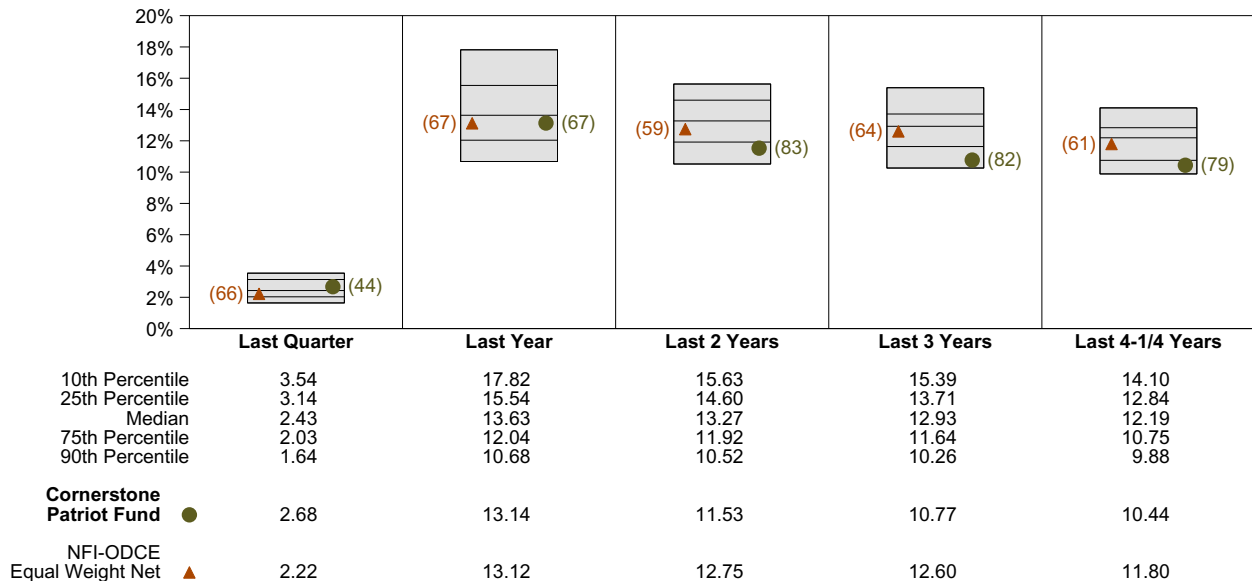 20%
18%
16%
14%
12%
10%
8%
6%
4%
2%
0%
(66) (44)
(67) (67)
(59) (83)
(64) (82)
(61) (79)
Last Quarter Last Year Last 2 Years Last 3 Years Last 4-1/4 Years
10th Percentile 3.54 17.82 15.63 15.39 14.10
25th Percentile 3.14 15.54 14.60 13.71 12.84
Median 2.43 13.63 13.27 12.93 12.19
75th Percentile 2.03 12.04 11.92 11.64 10.75
90th Percentile 1.64 10.68 10.52 10.26 9.88
Cornerstone
Patriot Fund 2.68 13.14 11.53 10.77 10.44
NFI-ODCE
Equal Weight Net 2.22 13.12 12.75 12.60 11.80